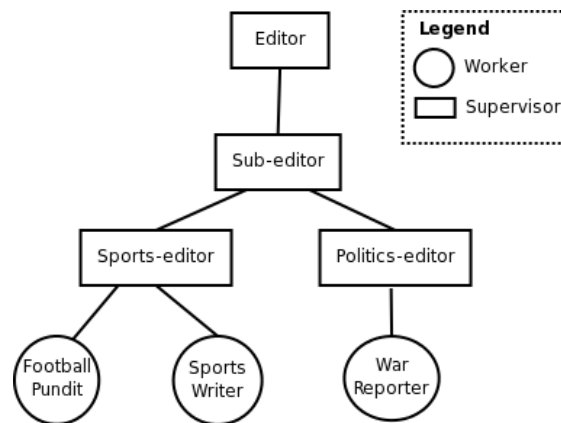 Editor
Legend
Worker
Supervisor
Sub-editor
Sports-editor
Politics-editor
Football
Pundit
Sports
Writer
War
Reporter